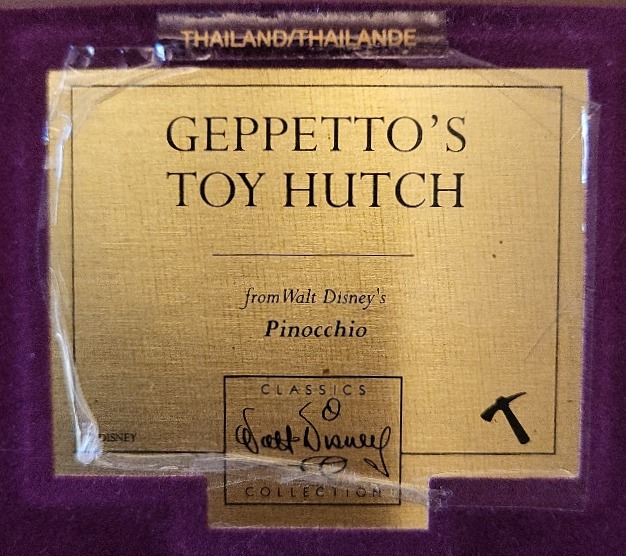 THAILAND/THAILANDE
GEPPETTO'S
TOY HUTCH
from Walt Disney's
Pinocchio
CLASSICS
Walt Disney
COLLECTION
DISNEY